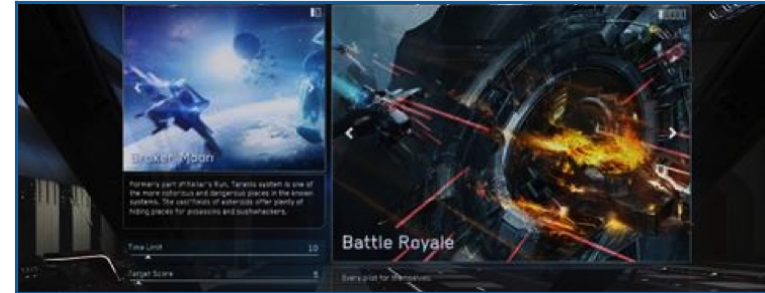 Broken Moon
Formerly part of Kellar's Run, Taranis system is one of
the more notorious and dangerous places in the known
systems. The vast fields of asteroids offer plenty of
hiding places for assassins and bushwhackers.
Time Limit 10
Target Score 5
Battle Royale
Every pilot for themselves.